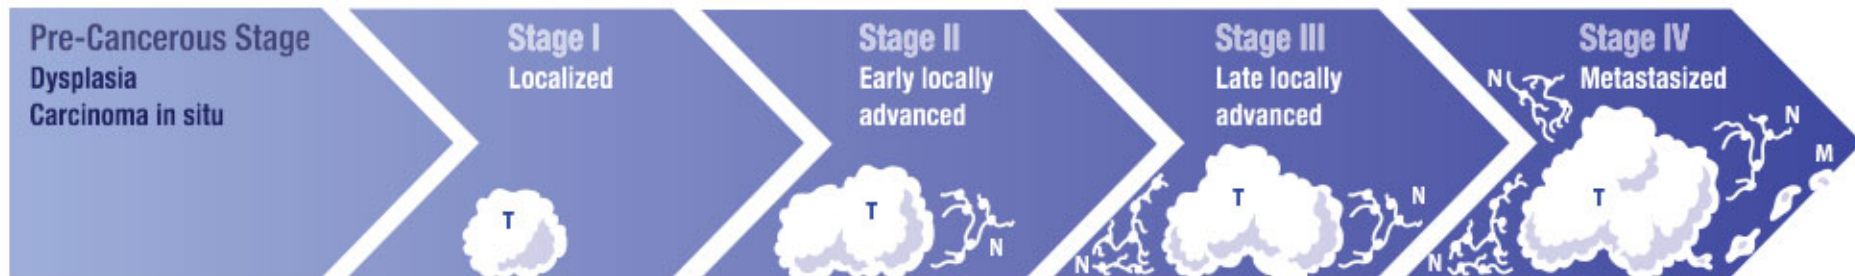 Pre-Cancerous Stage
Dysplasia
Carcinoma in situ
Stage I
Localized
T
Stage II
Early locally
advanced
T
N
Stage III
Late locally
advanced
T
N
N
Stage IV
Metastasized
N
N
M
T
N